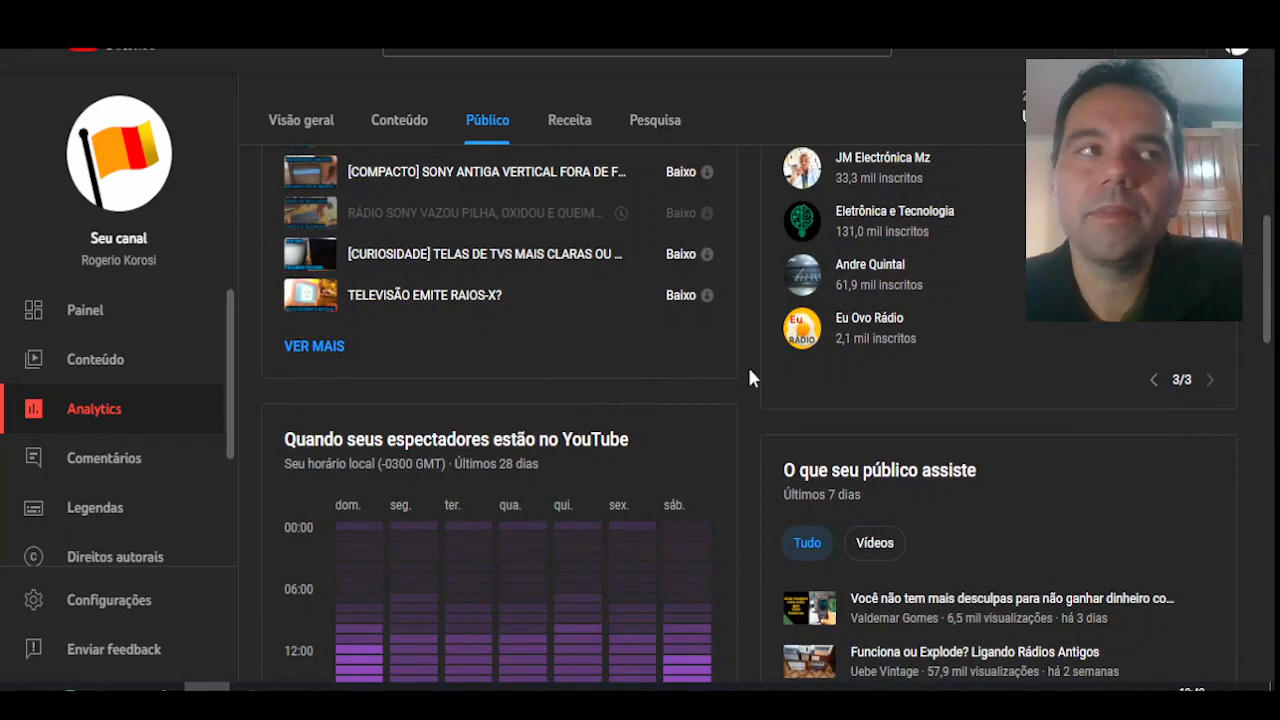 Visão geral
Conteúdo
Público
Receita
Pesquisa
Seu canal
Rogerio Korosi
Painel
Conteúdo
Analytics
Comentários
Legendas
Direitos autorais
Configurações
Enviar feedback
[COMPACTO] SONY ANTIGA VERTICAL FORA DE F...
Baixo
RÁDIO SONY VAZOU PILHA, OXIDOU E QUEIM...
Baixo
[CURIOSIDADE] TELAS DE TVS MAIS CLARAS OU ...
Baixo
TELEVISÃO EMITE RAIOS-X?
Baixo
VER MAIS
JM Electrónica Mz
33,3 mil inscritos
Eletrônica e Tecnologia
131,0 mil inscritos
Andre Quintal
61,9 mil inscritos
Eu
RÁDIO
Eu Ovo Rádio
2,1 mil inscritos
3/3
Quando seus espectadores estão no YouTube
Seu horário local (-0300 GMT) · Últimos 28 dias
dom.
seg.
ter.
qua.
qui.
sex.
sáb.
00:00
06:00
12:00
O que seu público assiste
Últimos 7 dias
Tudo
Vídeos
Você não tem mais desculpas para não ganhar dinheiro co...
Valdemar Gomes · 6,5 mil visualizações · há 3 dias
Funciona ou Explode? Ligando Rádios Antigos
Uebe Vintage · 57,9 mil visualizações · há 2 semanas